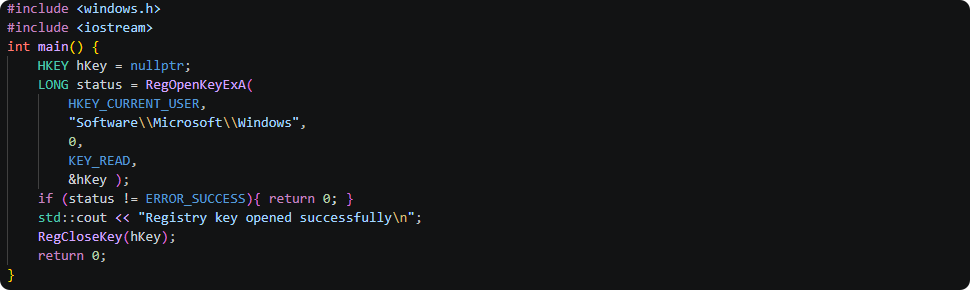 #include <windows.h>
#include <iostream>
int main() {
    HKEY hKey = nullptr;
    LONG status = RegOpenKeyExA(
        HKEY_CURRENT_USER,
        "Software\\Microsoft\\Windows",
        0,
        KEY_READ,
        &hKey );
    if (status != ERROR_SUCCESS){ return 0; }
    std::cout << "Registry key opened successfully\n";
    RegCloseKey(hKey);
    return 0;
}